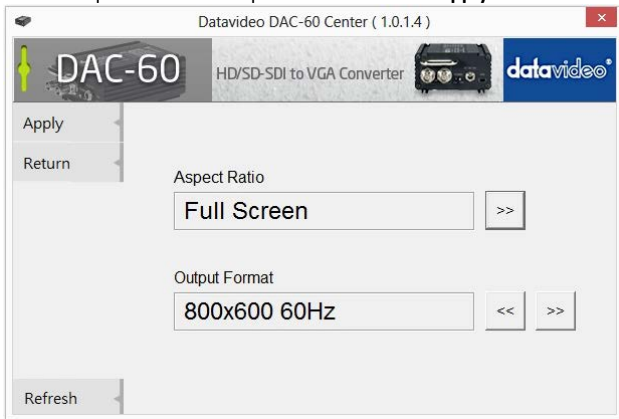 Datavideo DAC-60 Center ( 1.0.1.4 )
×
DAC-60
HD/SD-SDI to VGA Converter
datavideo®
Apply
Return
Aspect Ratio
Full Screen
>>
Output Format
800x600 60Hz
<< >>
Refresh